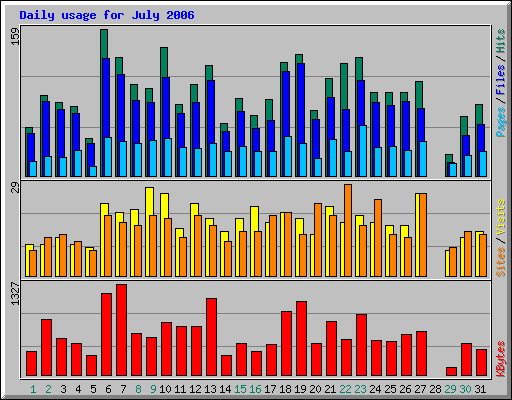 Daily usage for July 2006
159
Pages / Files / Hits
29
Sites / Visits
1327
KBytes
1 2 3 4 5 6 7 8 9 10 11 12 13 14 15 16 17 18 19 20 21 22 23 24 25 26 27 28 29 30 31